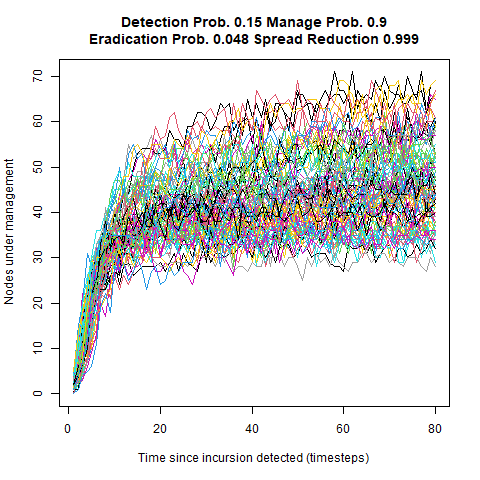 Detection Prob. 0.15 Manage Prob. 0.9
Eradication Prob. 0.048 Spread Reduction 0.999
Nodes under management
70
60
50
40
30
20
10
0
0 20 40 60 80
Time since incursion detected (timesteps)